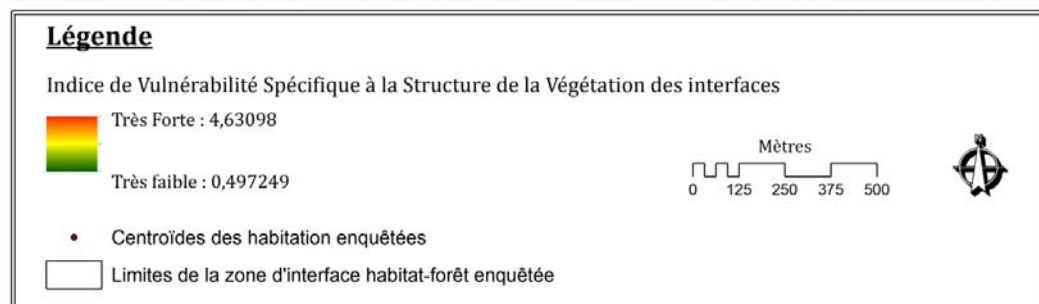 Légende
Indice de Vulnérabilité Spécifique à la Structure de la Végétation des interfaces
Très Forte : 4,63098
Très faible : 0,497249
Mètres
0 125 250 375 500
N
Centroïdes des habitation enquêtées
Limites de la zone d'interface habitat-forêt enquêtée